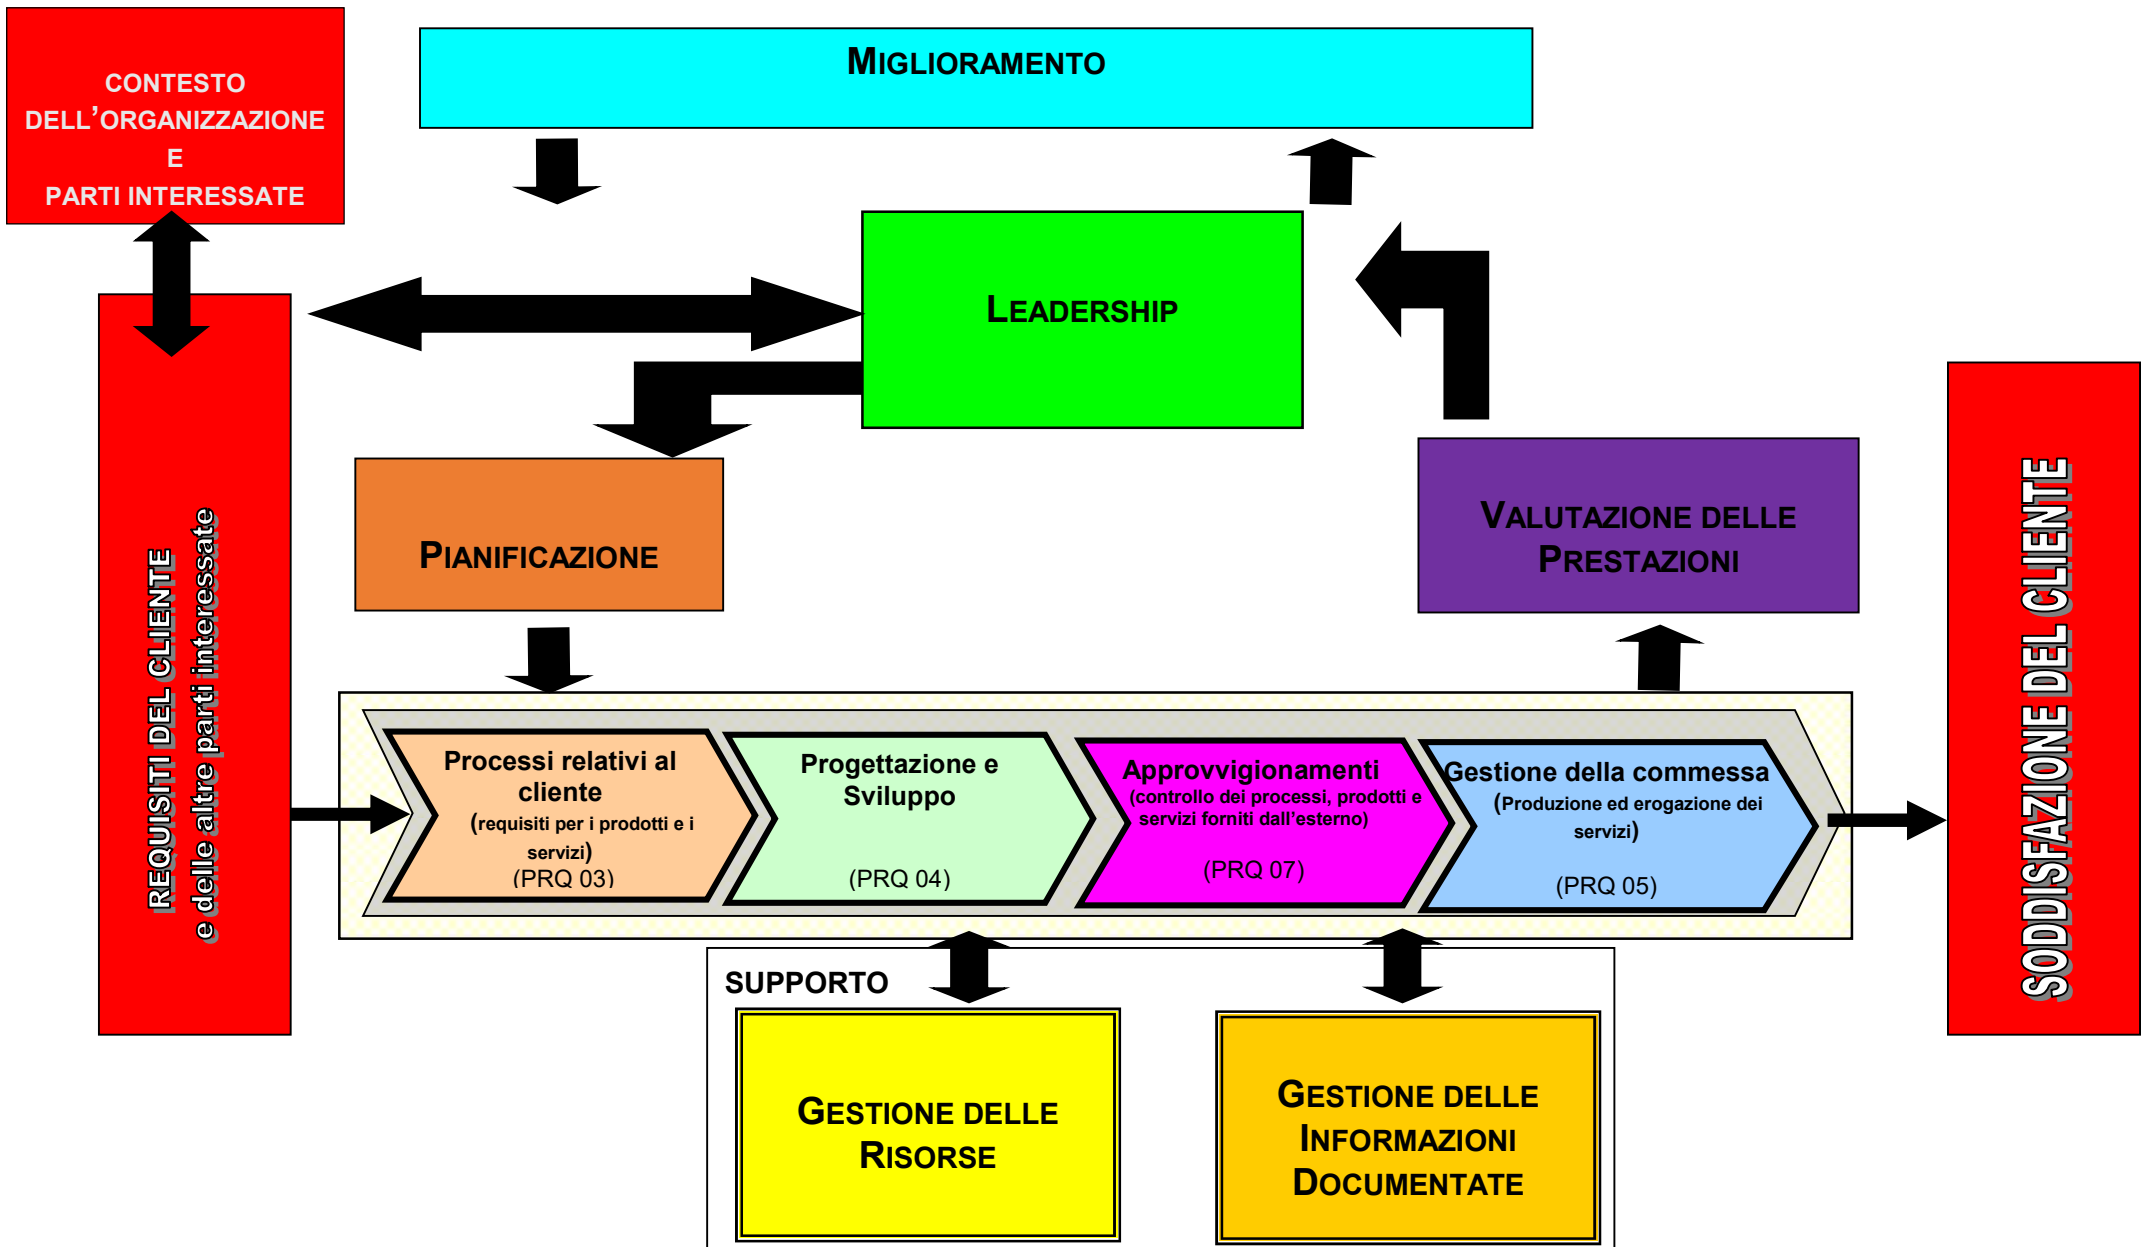 CONTESTO
DELL'ORGANIZZAZIONE
E
PARTI INTERESSATE
MIGLIORAMENTO
LEADERSHIP
PIANIFICAZIONE
VALUTAZIONE DELLE
PRESTAZIONI
REQUISITI DEL CLIENTE
e delle altre parti interessate
Processi relativi al
cliente
(requisiti per i prodotti e i
servizi)
(PRQ 03)
Progettazione e
Sviluppo
(PRQ 04)
Approvvigionamenti
(controllo dei processi, prodotti e
servizi forniti dall'esterno)
(PRQ 07)
Gestione della commessa
(Produzione ed erogazione dei
servizi)
(PRQ 05)
SODDISFAZIONE DEL CLIENTE
SUPPORTO
GESTIONE DELLE
RISORSE
GESTIONE DELLE
INFORMAZIONI
DOCUMENTATE